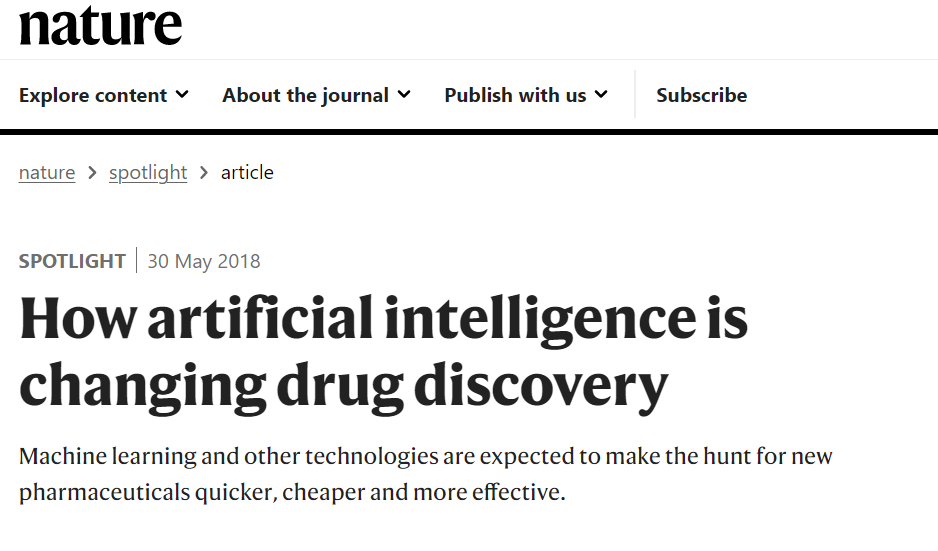 nature
Explore content About the journal Publish with us Subscribe
nature > spotlight > article
SPOTLIGHT | 30 May 2018
How artificial intelligence is
changing drug discovery
Machine learning and other technologies are expected to make the hunt for new
pharmaceuticals quicker, cheaper and more effective.